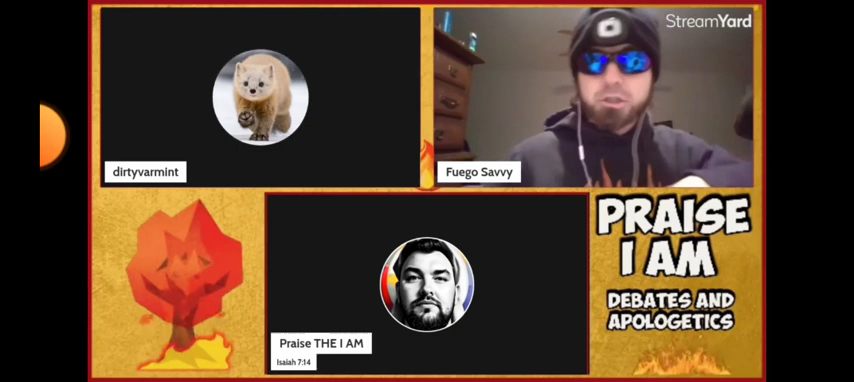 StreamYard
dirtyvarmint
Fuego Savvy
PRAISE
I AM
DEBATES AND
APOLOGETICS
Praise THE I AM
Isaiah 7:14